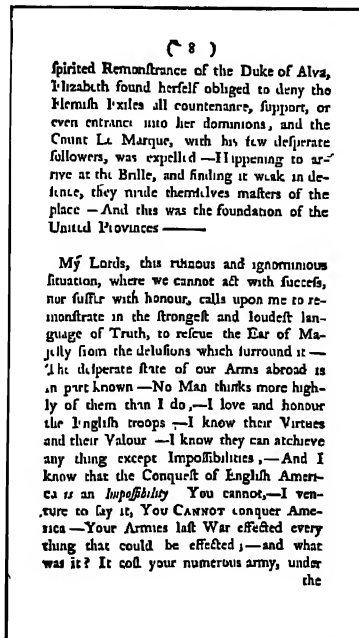 ( 8 )
ſpirited Remonſtrance of the Duke of Alva,
Elizabeth found herſelf obliged to deny the
Flemiſh Exiles all countenance, ſupport, or
even entrance into her dominions, and the
Count La Marque, with his few deſperate
followers, was expelled —Happening to ar-
rive at the Brille, and finding it weak in de-
fence, they made themſelves maſters of the
place —And this was the foundation of the
United Provinces ——

My Lords, this ruinous and ignominious
ſituation, where we cannot act with ſucceſs,
nor ſuffer with honour, calls upon me to re-
monſtrate in the ſtrongeſt and loudeſt lan-
guage of Truth, to reſcue the Ear of Ma-
jeſty from the deluſions which ſurround it —
The deſperate ſtate of our Arms abroad is
in part known —No Man thinks more high-
ly of them than I do,—I love and honour
the Engliſh troops —I know their Virtues
and their Valour —I know they can atchieve
any thing except Impoſſibilities,—And I
know that the Conqueſt of Engliſh Ameri-
ca is an Impoſſibility You cannot,—I ven-
ture to ſay it, YOU CANNOT conquer Ame-
rica —Your Armies laſt War effected every
thing that could be effected;—and what
was it? It coſt your numerous army, under
the